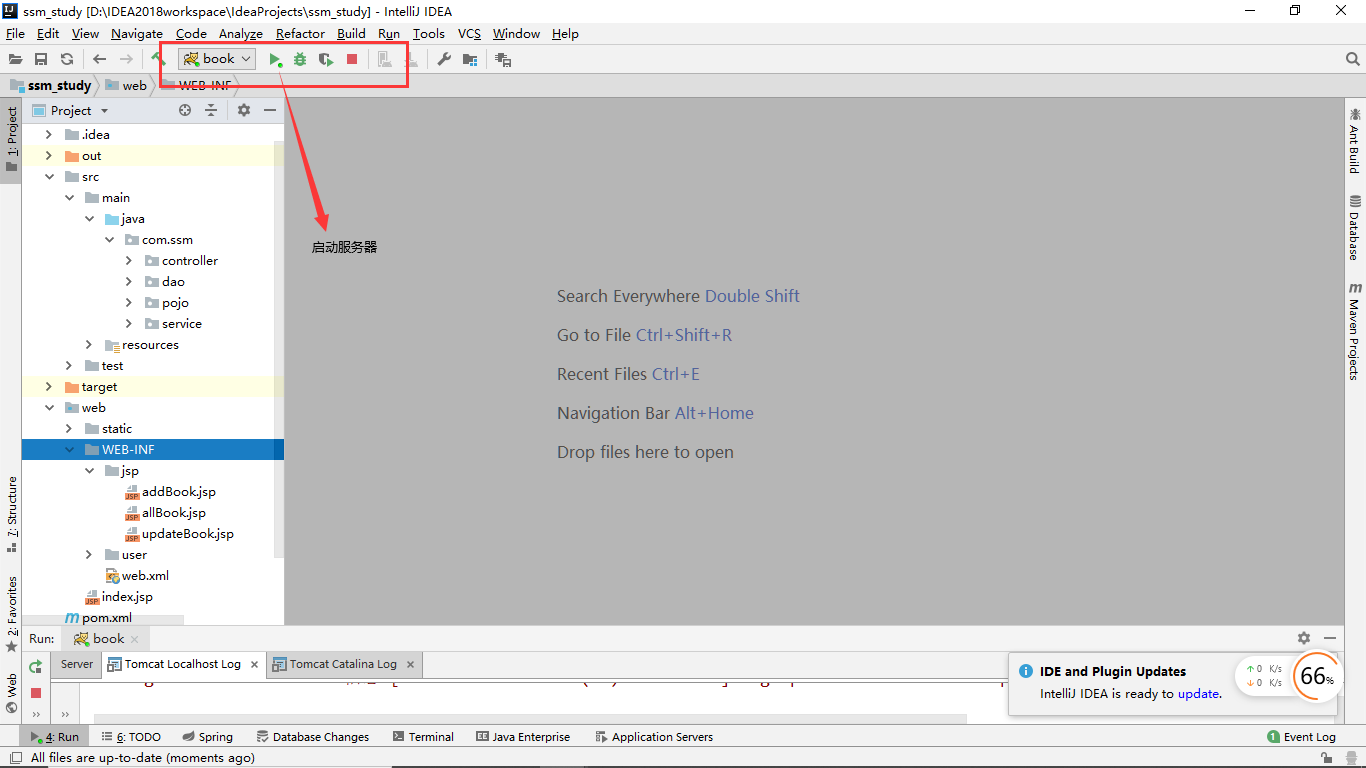 ssm_study [D:\IDEA2018workspace\IdeaProjects\ssm_study] - IntelliJ IDEA
File Edit View Navigate Code Analyze Refactor Build Run Tools VCS Window Help
book
ssm_study web WEB-INF
1: Project
Project
.idea
out
src
main
java
com.ssm
controller
dao
pojo
service
resources
test
target
web
static
WEB-INF
jsp
addBook.jsp
allBook.jsp
updateBook.jsp
user
web.xml
index.jsp
pom.xml
启动服务器
Search Everywhere Double Shift
Go to File Ctrl+Shift+R
Recent Files Ctrl+E
Navigation Bar Alt+Home
Drop files here to open
Ant Build
Database
Maven Projects
7: Structure
2: Favorites
Web
Run: book
Server Tomcat Localhost Log Tomcat Catalina Log
IDE and Plugin Updates
IntelliJ IDEA is ready to update.
0 K/s
0 K/s
66%
4: Run 6: TODO Spring Database Changes Terminal Java Enterprise Application Servers 1 Event Log
All files are up-to-date (moments ago)